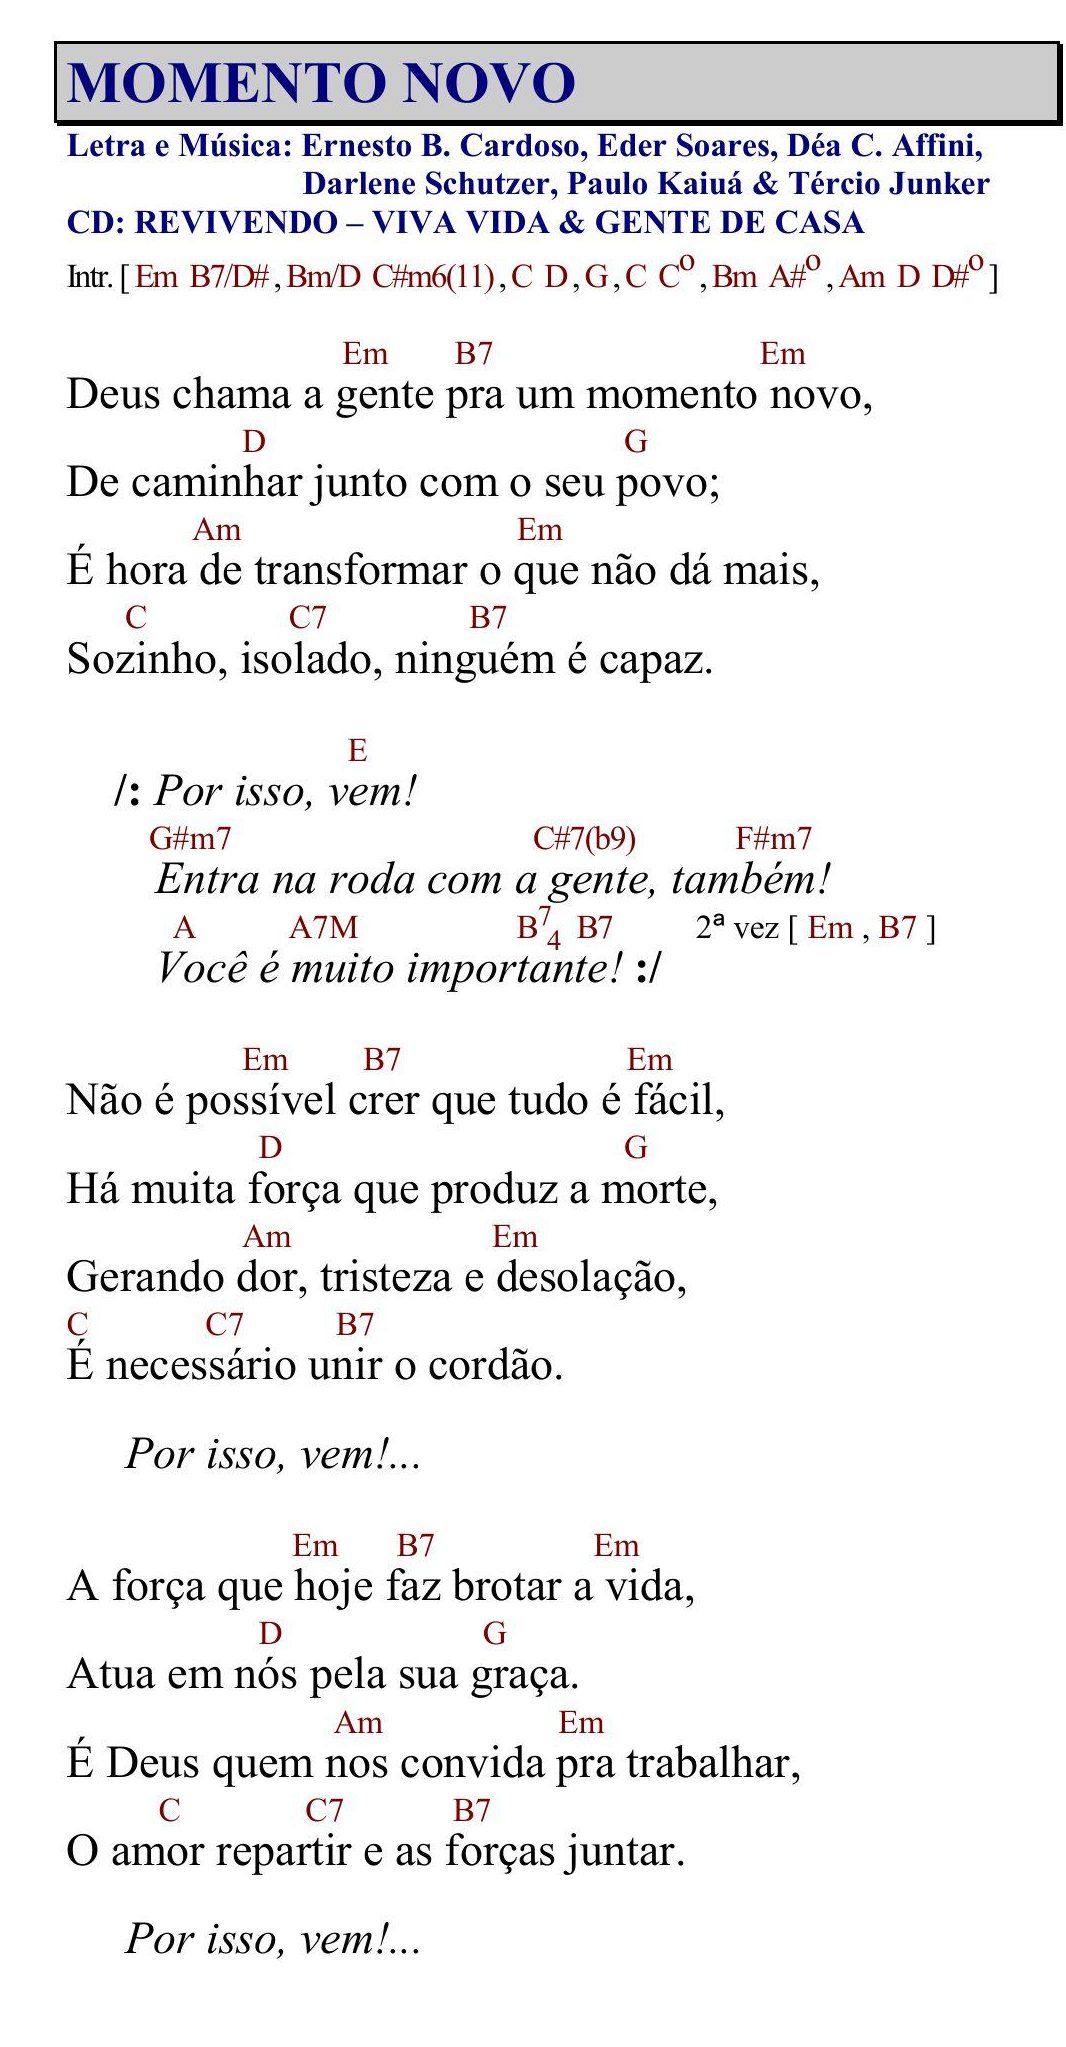 MOMENTO NOVO
Letra e Música: Ernesto B. Cardoso, Eder Soares, Déa C. Affini,
Darlene Schutzer, Paulo Kaiuá & Tércio Junker
CD: REVIVENDO – VIVA VIDA & GENTE DE CASA
Intr. [ Em B7/D# , Bm/D C#m6(11) , C D , G , C Cº , Bm A#º , Am D D#º ]
Em B7 Em
Deus chama a gente pra um momento novo,
D G
De caminhar junto com o seu povo;
Am Em
É hora de transformar o que não dá mais,
C C7 B7
Sozinho, isolado, ninguém é capaz.
E
/: Por isso, vem!
G#m7 C#7(b9) F#m7
Entra na roda com a gente, também!
A A7M B7 4 B7 2ª vez [ Em , B7 ]
Você é muito importante! :/
Em B7 Em
Não é possível crer que tudo é fácil,
D G
Há muita força que produz a morte,
Am Em
Gerando dor, tristeza e desolação,
C C7 B7
É necessário unir o cordão.
Por isso, vem!...
Em B7 Em
A força que hoje faz brotar a vida,
D G
Atua em nós pela sua graça.
Am Em
É Deus quem nos convida pra trabalhar,
C C7 B7
O amor repartir e as forças juntar.
Por isso, vem!...